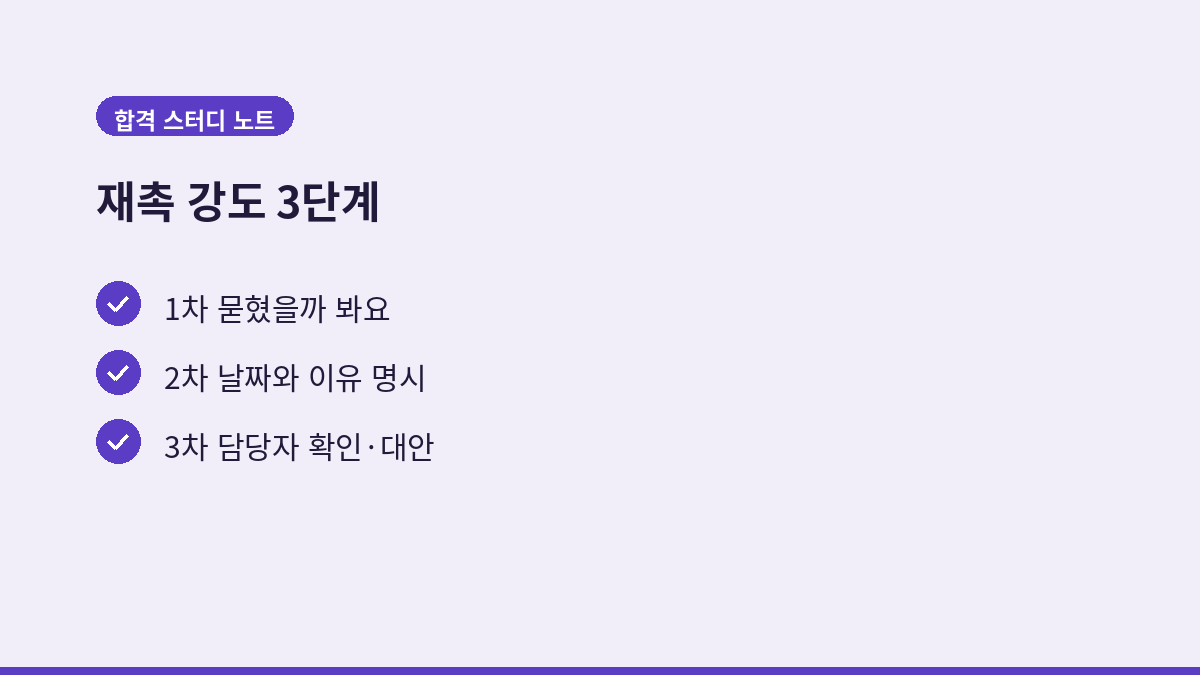 합격 스터디 노트
재촉 강도 3단계
1차 묻혔을까 봐요
2차 날짜와 이유 명시
3차 담당자 확인·대안